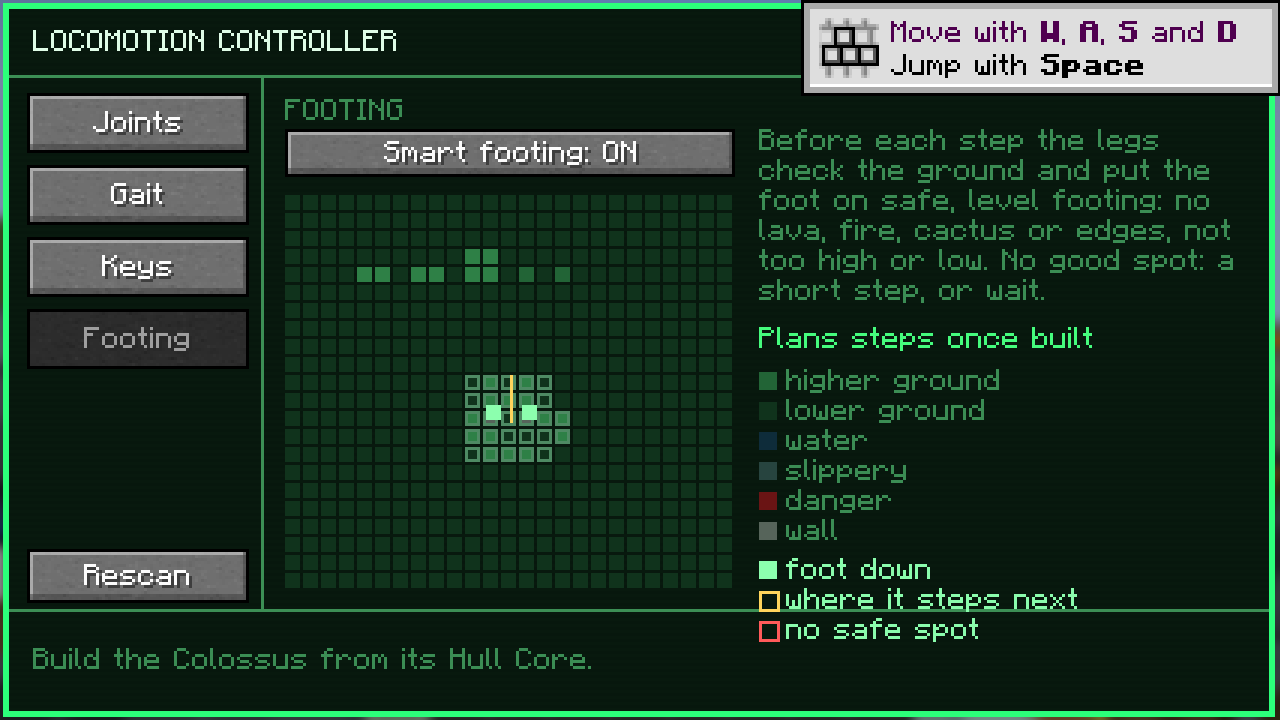 LOCOMOTION CONTROLLER
Move with W, A, S and D
Jump with Space
Joints
Gait
Keys
Footing
Rescan
FOOTING
Smart footing: ON
Before each step the legs
check the ground and put the
foot on safe, level footing: no
lava, fire, cactus or edges, not
too high or low. No good spot: a
short step, or wait.
Plans steps once built
higher ground
lower ground
water
slippery
danger
wall
foot down
where it steps next
no safe spot
Build the Colossus from its Hull Core.